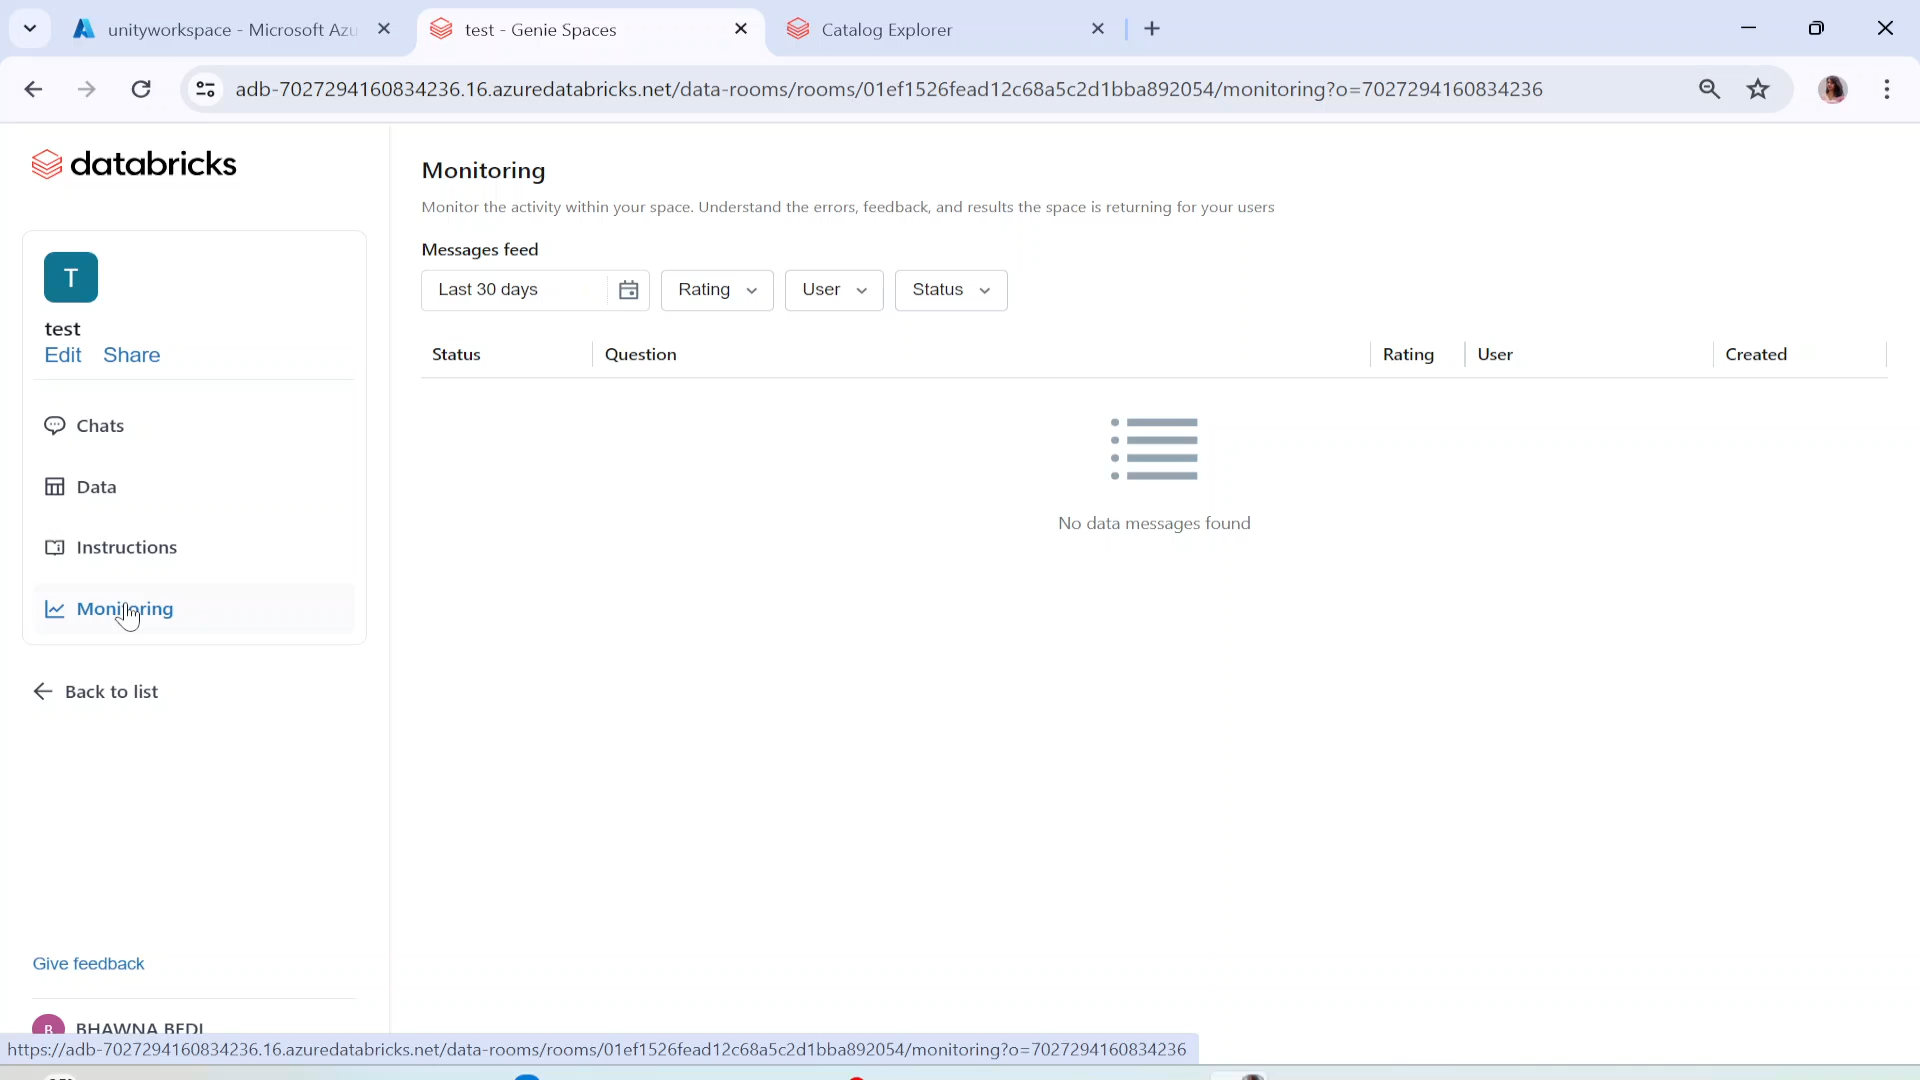 unityworkspace - Microsoft Azu
test - Genie Spaces
Catalog Explorer
adb-7027294160834236.16.azuredatabricks.net/data-rooms/rooms/01ef1526fead12c68a5c2d1bba892054/monitoring?o=7027294160834236
databricks
T
test
Edit Share
Chats
Data
Instructions
Monitoring
Back to list
Give feedback
B BHAWNA BEDI
Monitoring
Monitor the activity within your space. Understand the errors, feedback, and results the space is returning for your users
Messages feed
Last 30 days Rating User Status
Status Question Rating User Created
No data messages found
https://adb-7027294160834236.16.azuredatabricks.net/data-rooms/rooms/01ef1526fead12c68a5c2d1bba892054/monitoring?o=7027294160834236